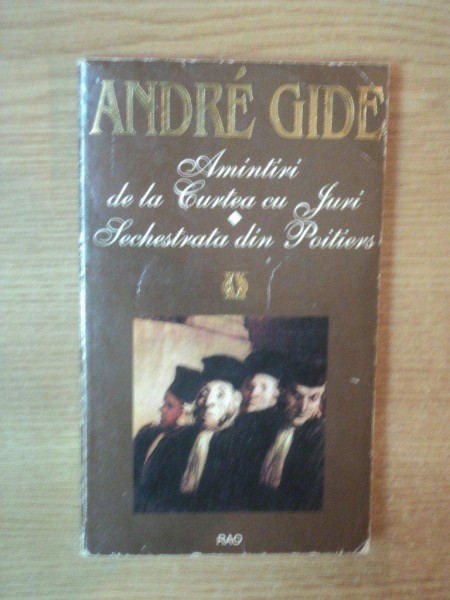 ANDRÉ GIDE
Amintiri
de la Curtea cu Juri
Sechestrata din Poitiers
RAO